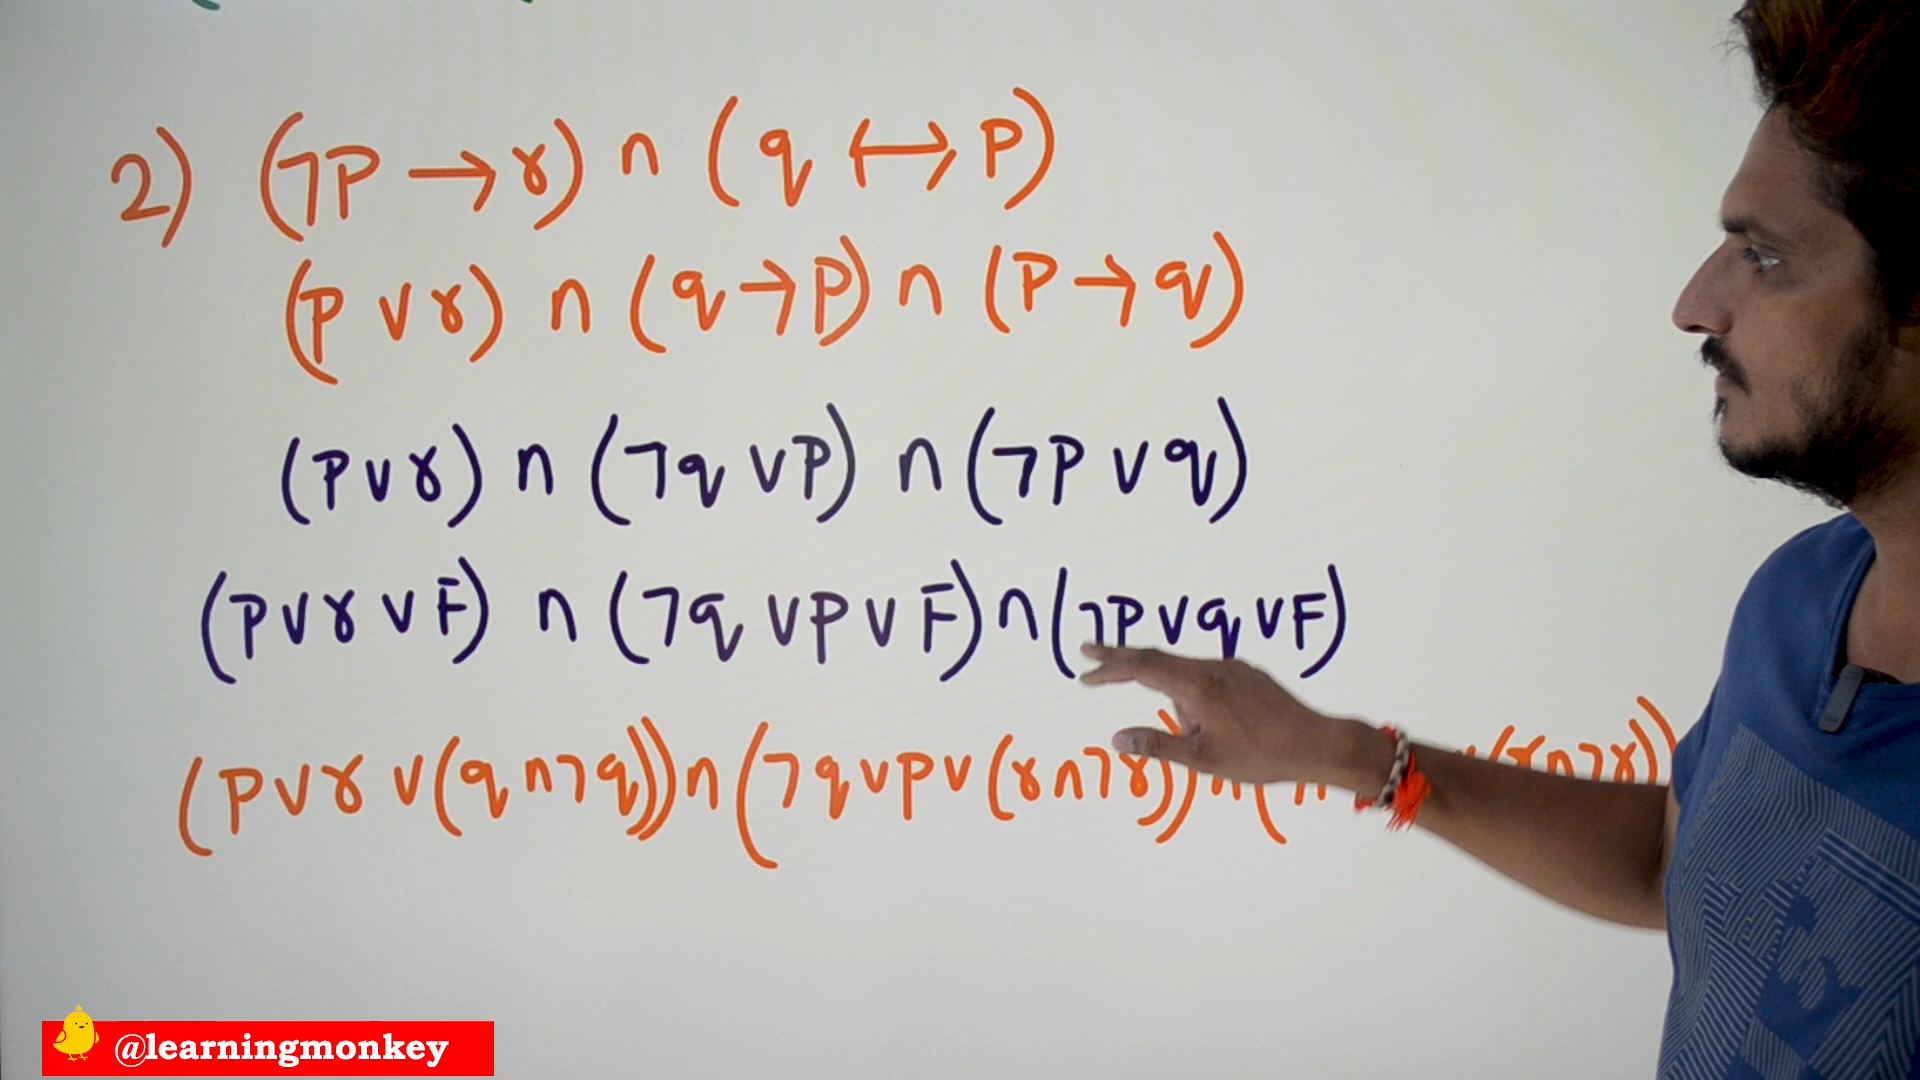 2) (¬P → r) ∩ (q ↔ P)
(P ∨ r) ∩ (q → P) ∩ (P → q)
(P ∨ r) ∩ (¬q ∨ P) ∩ (¬P ∨ q)
(P ∨ r ∨ F) ∩ (¬q ∨ P ∨ F) ∩ (¬P ∨ q ∨ F)
(P ∨ r ∨ (q ∩ ¬q)) ∩ (¬q ∨ P ∨ (r ∩ ¬r)) ∩ ( (r ∩ ¬r))
@learningmonkey